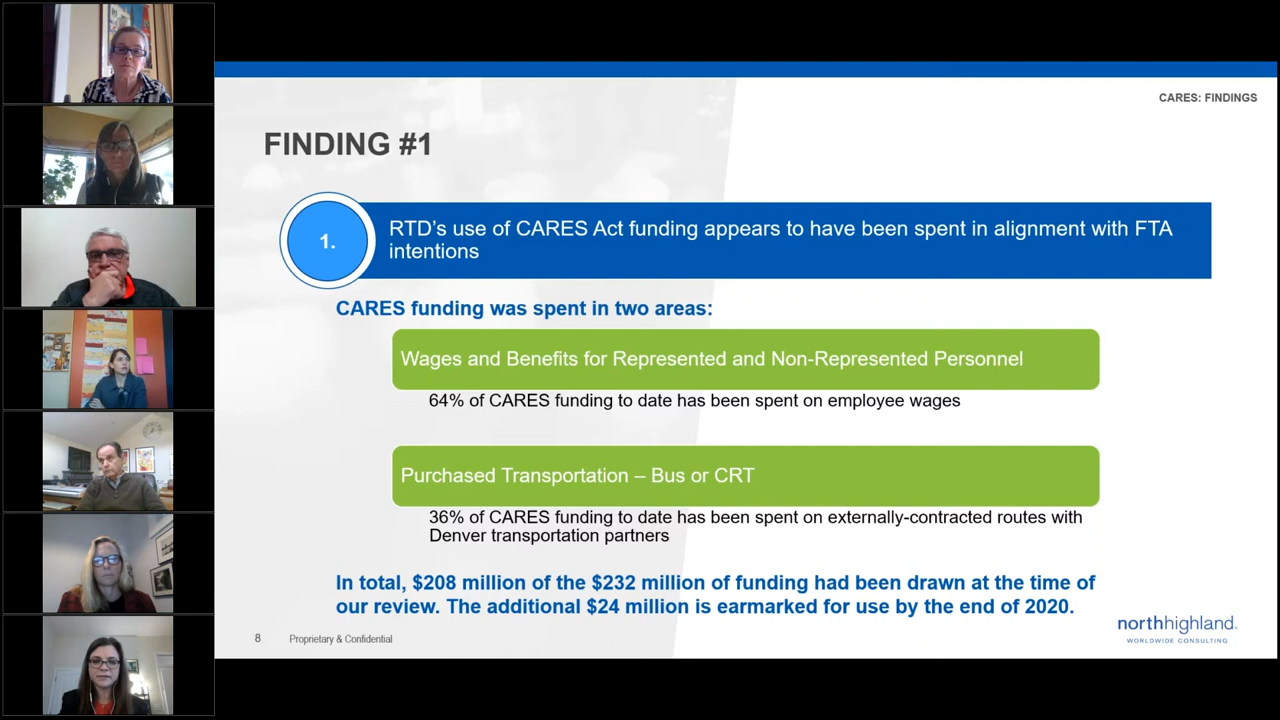 CARES: FINDINGS
FINDING #1
1.
RTD’s use of CARES Act funding appears to have been spent in alignment with FTA
intentions
CARES funding was spent in two areas:
Wages and Benefits for Represented and Non-Represented Personnel
64% of CARES funding to date has been spent on employee wages
Purchased Transportation – Bus or CRT
36% of CARES funding to date has been spent on externally-contracted routes with
Denver transportation partners
In total, $208 million of the $232 million of funding had been drawn at the time of
our review. The additional $24 million is earmarked for use by the end of 2020.
8 Proprietary & Confidential
northhighland.
WORLDWIDE CONSULTING